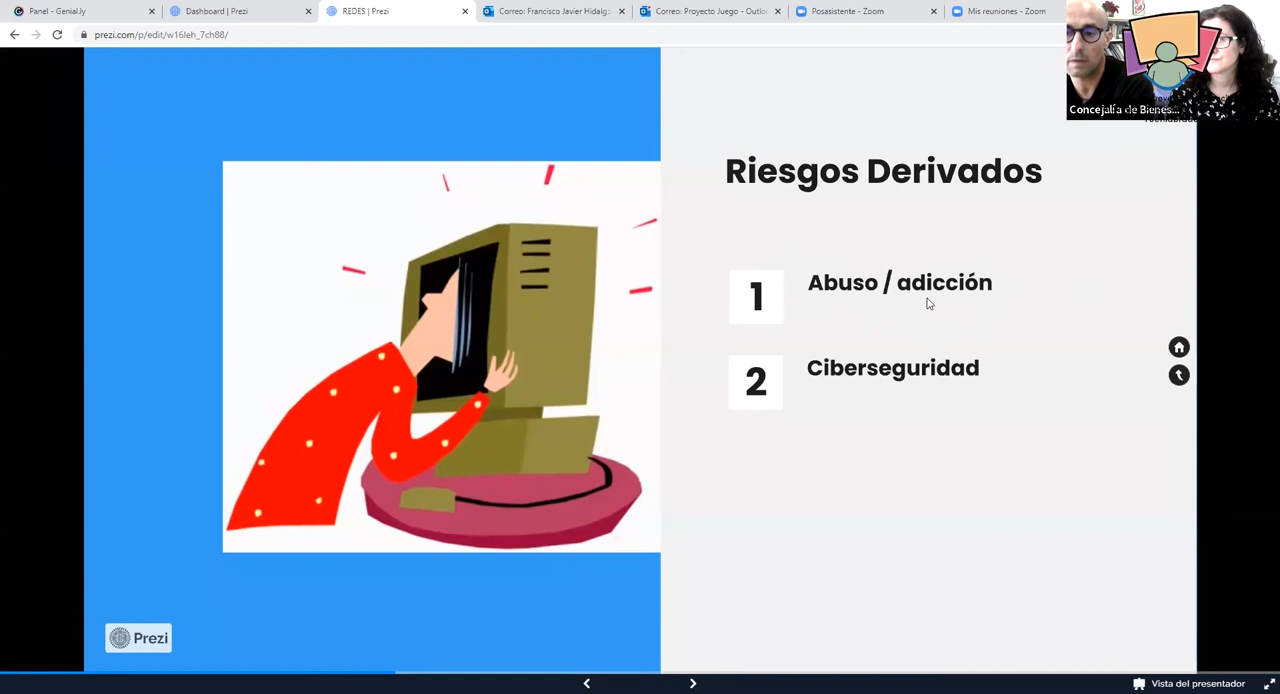 Panel - Genial.ly
Dashboard | Prezi
REDES | Prezi
Correo: Francisco Javier Hidalgo
Correo: Proyecto Juego - Outloo
Posasistente - Zoom
Mis reuniones - Zoom
prezi.com/p/edit/w16leh_7ch88/
Concejalía de Bienes...
Riesgos Derivados
1
Abuso / adicción
2
Ciberseguridad
Prezi
Vista del presentador